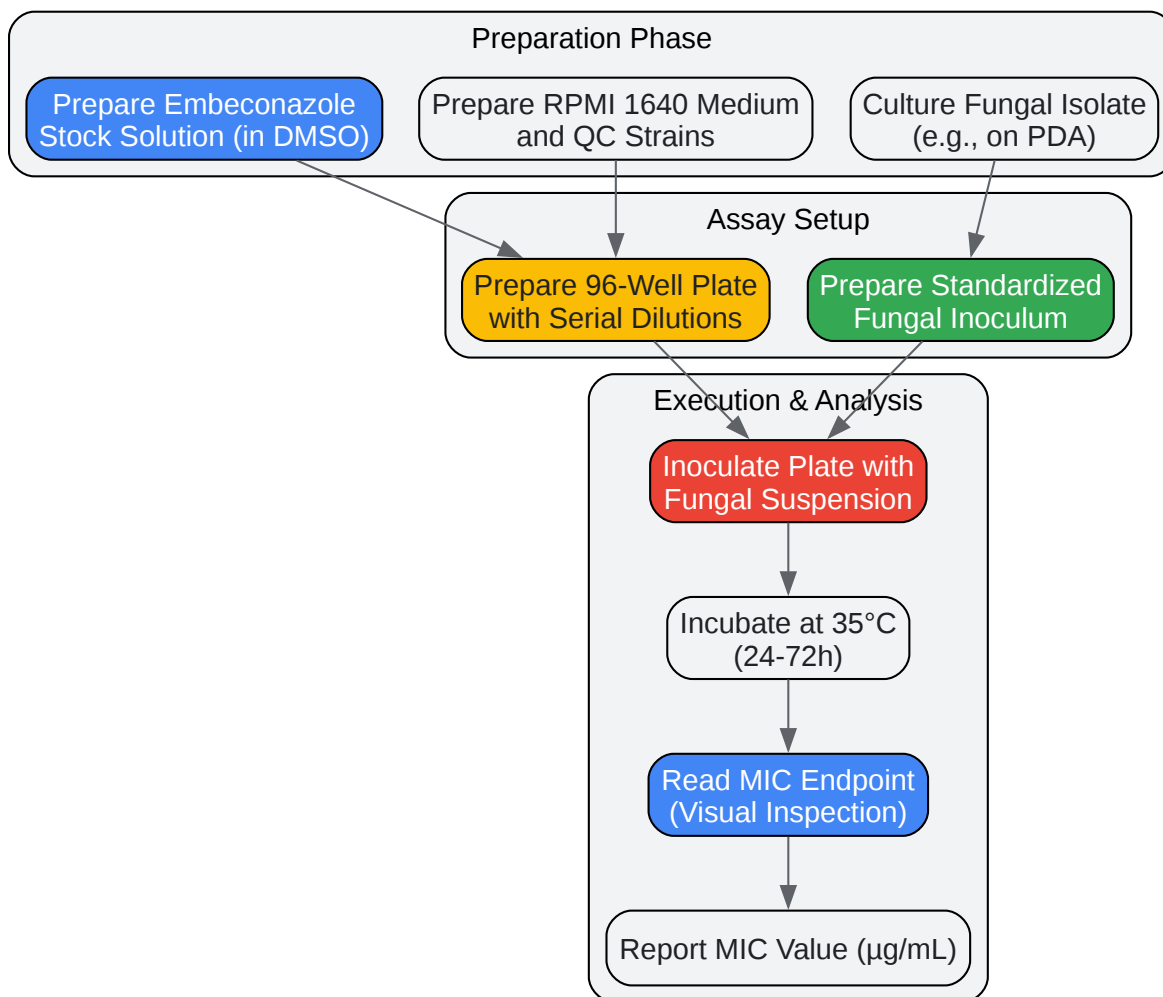 Preparation Phase
Prepare Embeconazole
Stock Solution (in DMSO)
Prepare RPMI 1640 Medium
and QC Strains
Culture Fungal Isolate
(e.g., on PDA)
Assay Setup
Prepare 96-Well Plate
with Serial Dilutions
Prepare Standardized
Fungal Inoculum
Execution & Analysis
Inoculate Plate with
Fungal Suspension
Incubate at 35°C
(24-72h)
Read MIC Endpoint
(Visual Inspection)
Report MIC Value (µg/mL)